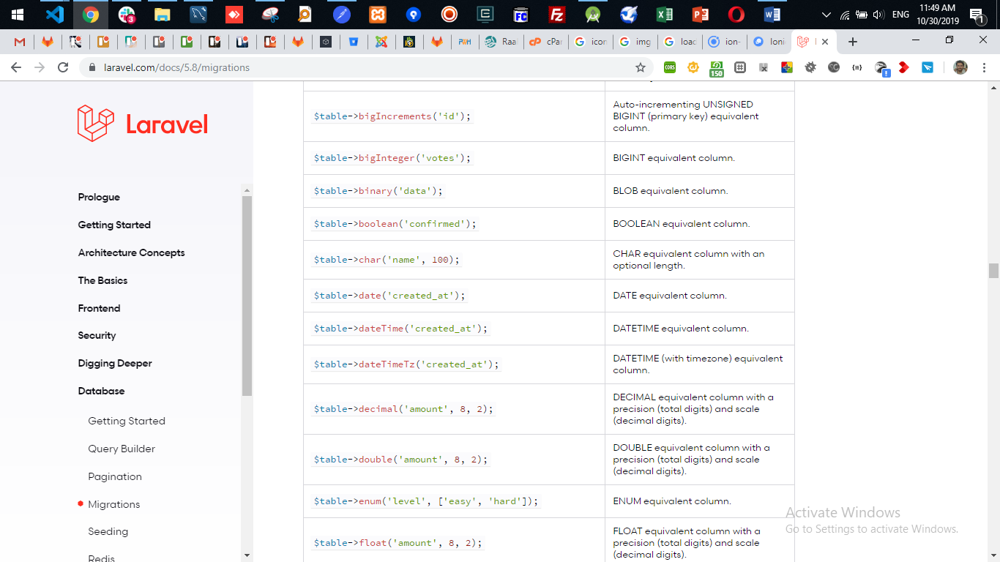 11:49 AM
ENG
10/30/2019
1
Raa
cPan
icon
img
load
ion-
Ioni
laravel.com/docs/5.8/migrations
CORS
150
Laravel
Prologue
Getting Started
Architecture Concepts
The Basics
Frontend
Security
Digging Deeper
Database
Getting Started
Query Builder
Pagination
Migrations
Seeding
Redis
$table->bigIncrements('id');
Auto-incrementing UNSIGNED
BIGINT (primary key) equivalent
column.
$table->bigInteger('votes');
BIGINT equivalent column.
$table->binary('data');
BLOB equivalent column.
$table->boolean('confirmed');
BOOLEAN equivalent column.
$table->char('name', 100);
CHAR equivalent column with an
optional length.
$table->date('created_at');
DATE equivalent column.
$table->dateTime('created_at');
DATETIME equivalent column.
$table->dateTimeTz('created_at');
DATETIME (with timezone) equivalent
column.
$table->decimal('amount', 8, 2);
DECIMAL equivalent column with a
precision (total digits) and scale
(decimal digits).
$table->double('amount', 8, 2);
DOUBLE equivalent column with a
precision (total digits) and scale
(decimal digits).
$table->enum('level', ['easy', 'hard']);
ENUM equivalent column.
$table->float('amount', 8, 2);
FLOAT equivalent column with a
precision (total digits) and scale
(decimal digits).
Activate Windows
Go to Settings to activate Windows.